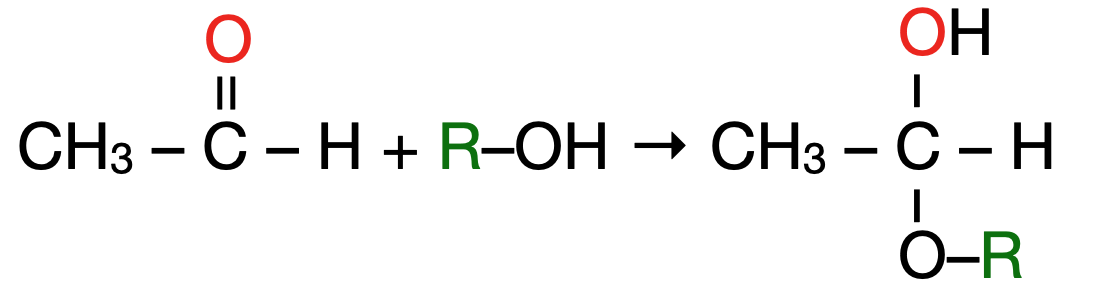 O OH
CH3 – C – H + R–OH → CH3 – C – H
O–R